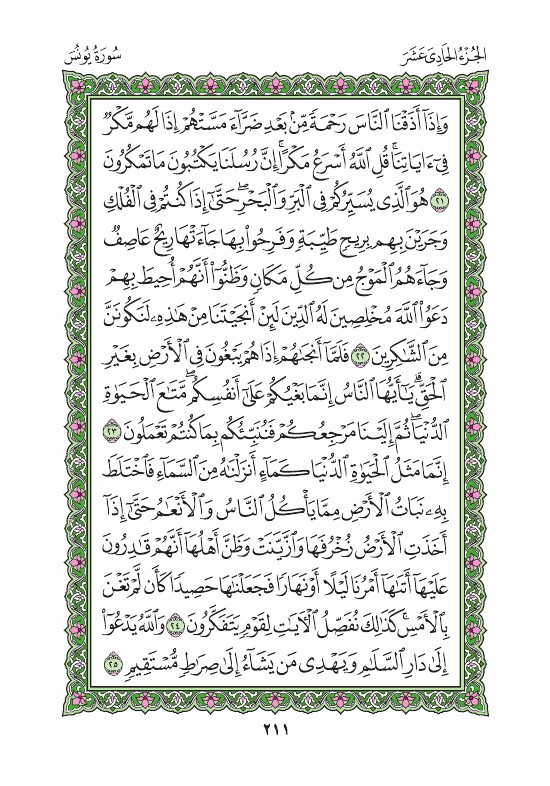 الجُزْءُ الحَادِى عَشَرَ
سُورَةُ يُونُسَ
وَإِذَآ أَذَقْنَا ٱلنَّاسَ رَحْمَةً مِّنۢ بَعْدِ ضَرَّآءَ مَسَّتْهُمْ إِذَا لَهُم مَّكْرٌ
فِىٓ ءَايَاتِنَا ۚ قُلِ ٱللَّهُ أَسْرَعُ مَكْرًا ۚ إِنَّ رُسُلَنَا يَكْتُبُونَ مَا تَمْكُرُونَ
٢١ هُوَ ٱلَّذِى يُسَيِّرُكُمْ فِى ٱلْبَرِّ وَٱلْبَحْرِ ۖ حَتَّىٰٓ إِذَا كُنتُمْ فِى ٱلْفُلْكِ
وَجَرَيْنَ بِهِم بِرِيحٍ طَيِّبَةٍ وَفَرِحُوا۟ بِهَا جَآءَتْهَا رِيحٌ عَاصِفٌ
وَجَآءَهُمُ ٱلْمَوْجُ مِن كُلِّ مَكَانٍ وَظَنُّوٓا۟ أَنَّهُمْ أُحِيطَ بِهِمْ
دَعَوُا۟ ٱللَّهَ مُخْلِصِينَ لَهُ ٱلدِّينَ لَئِنْ أَنجَيْتَنَا مِنْ هَٰذِهِۦ لَنَكُونَنَّ
مِنَ ٱلشَّٰكِرِينَ ٢٢ فَلَمَّآ أَنجَىٰهُمْ إِذَا هُمْ يَبْغُونَ فِى ٱلْأَرْضِ بِغَيْرِ
ٱلْحَقِّ ۗ يَٰٓأَيُّهَا ٱلنَّاسُ إِنَّمَا بَغْيُكُمْ عَلَىٰٓ أَنفُسِكُم ۖ مَّتَٰعَ ٱلْحَيَوٰةِ
ٱلدُّنْيَا ۖ ثُمَّ إِلَيْنَا مَرْجِعُكُمْ فَنُنَبِّئُكُم بِمَا كُنتُمْ تَعْمَلُونَ ٢٣
إِنَّمَا مَثَلُ ٱلْحَيَوٰةِ ٱلدُّنْيَا كَمَآءٍ أَنزَلْنَٰهُ مِنَ ٱلسَّمَآءِ فَٱخْتَلَطَ
بِهِۦ نَبَاتُ ٱلْأَرْضِ مِمَّا يَأْكُلُ ٱلنَّاسُ وَٱلْأَنْعَٰمُ حَتَّىٰٓ إِذَآ
أَخَذَتِ ٱلْأَرْضُ زُخْرُفَهَا وَٱزَّيَّنَتْ وَظَنَّ أَهْلُهَآ أَنَّهُمْ قَٰدِرُونَ
عَلَيْهَآ أَتَىٰهَآ أَمْرُنَا لَيْلًا أَوْ نَهَارًا فَجَعَلْنَٰهَا حَصِيدًا كَأَن لَّمْ تَغْنَ
بِٱلْأَمْسِ ۚ كَذَٰلِكَ نُفَصِّلُ ٱلْءَايَٰتِ لِقَوْمٍ يَتَفَكَّرُونَ ٢٤ وَٱللَّهُ يَدْعُوٓا۟
إِلَىٰ دَارِ ٱلسَّلَٰمِ وَيَهْدِى مَن يَشَآءُ إِلَىٰ صِرَٰطٍ مُّسْتَقِيمٍ ٢٥
٢١١